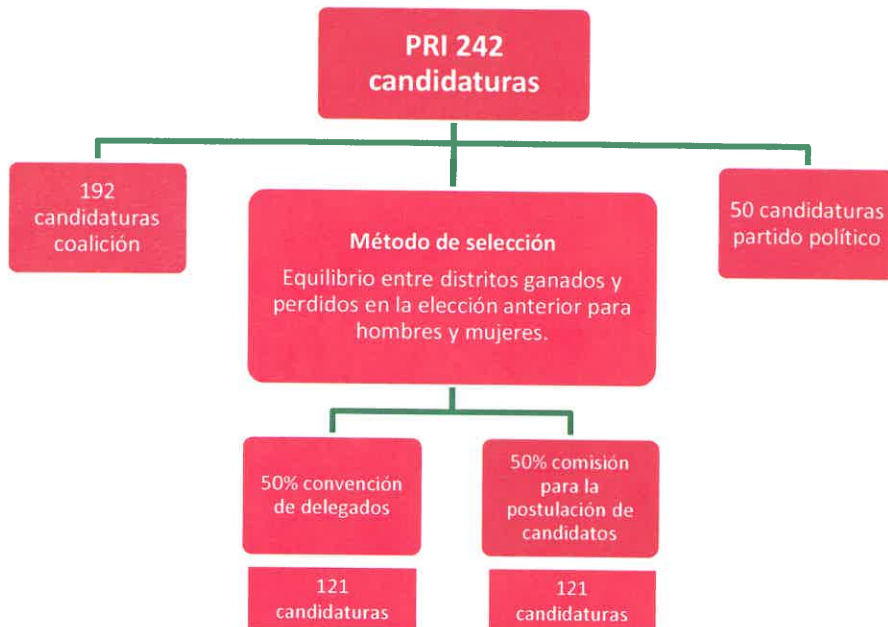 PRI 242
candidaturas
192
candidaturas
coalición
Método de selección
Equilibrio entre distritos ganados y
perdidos en la elección anterior para
hombres y mujeres.
50 candidaturas
partido político
50% convención
de delegados
50% comisión
para la
postulación de
candidatos
121
candidaturas
121
candidaturas